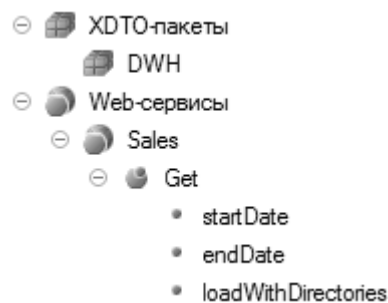 XDTO-пакеты
DWH
Web-сервисы
Sales
Get
startDate
endDate
loadWithDirectories